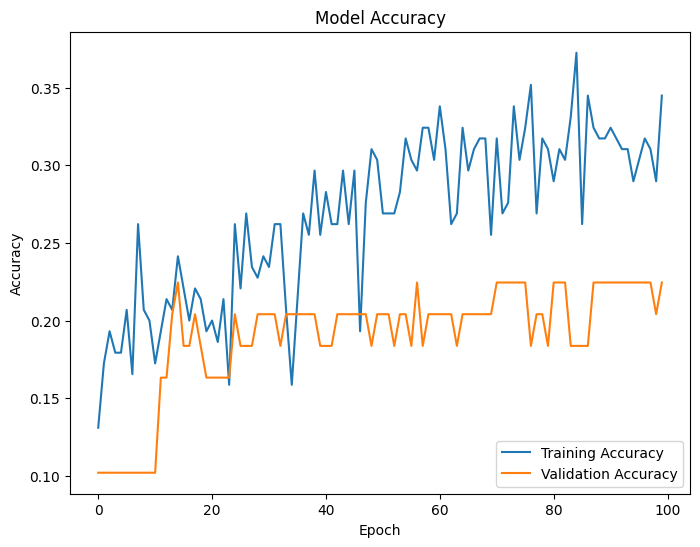 Model Accuracy
0.35
0.30
0.25
0.20
0.15
0.10
Accuracy
Training Accuracy
Validation Accuracy
0 20 40 60 80 100
Epoch